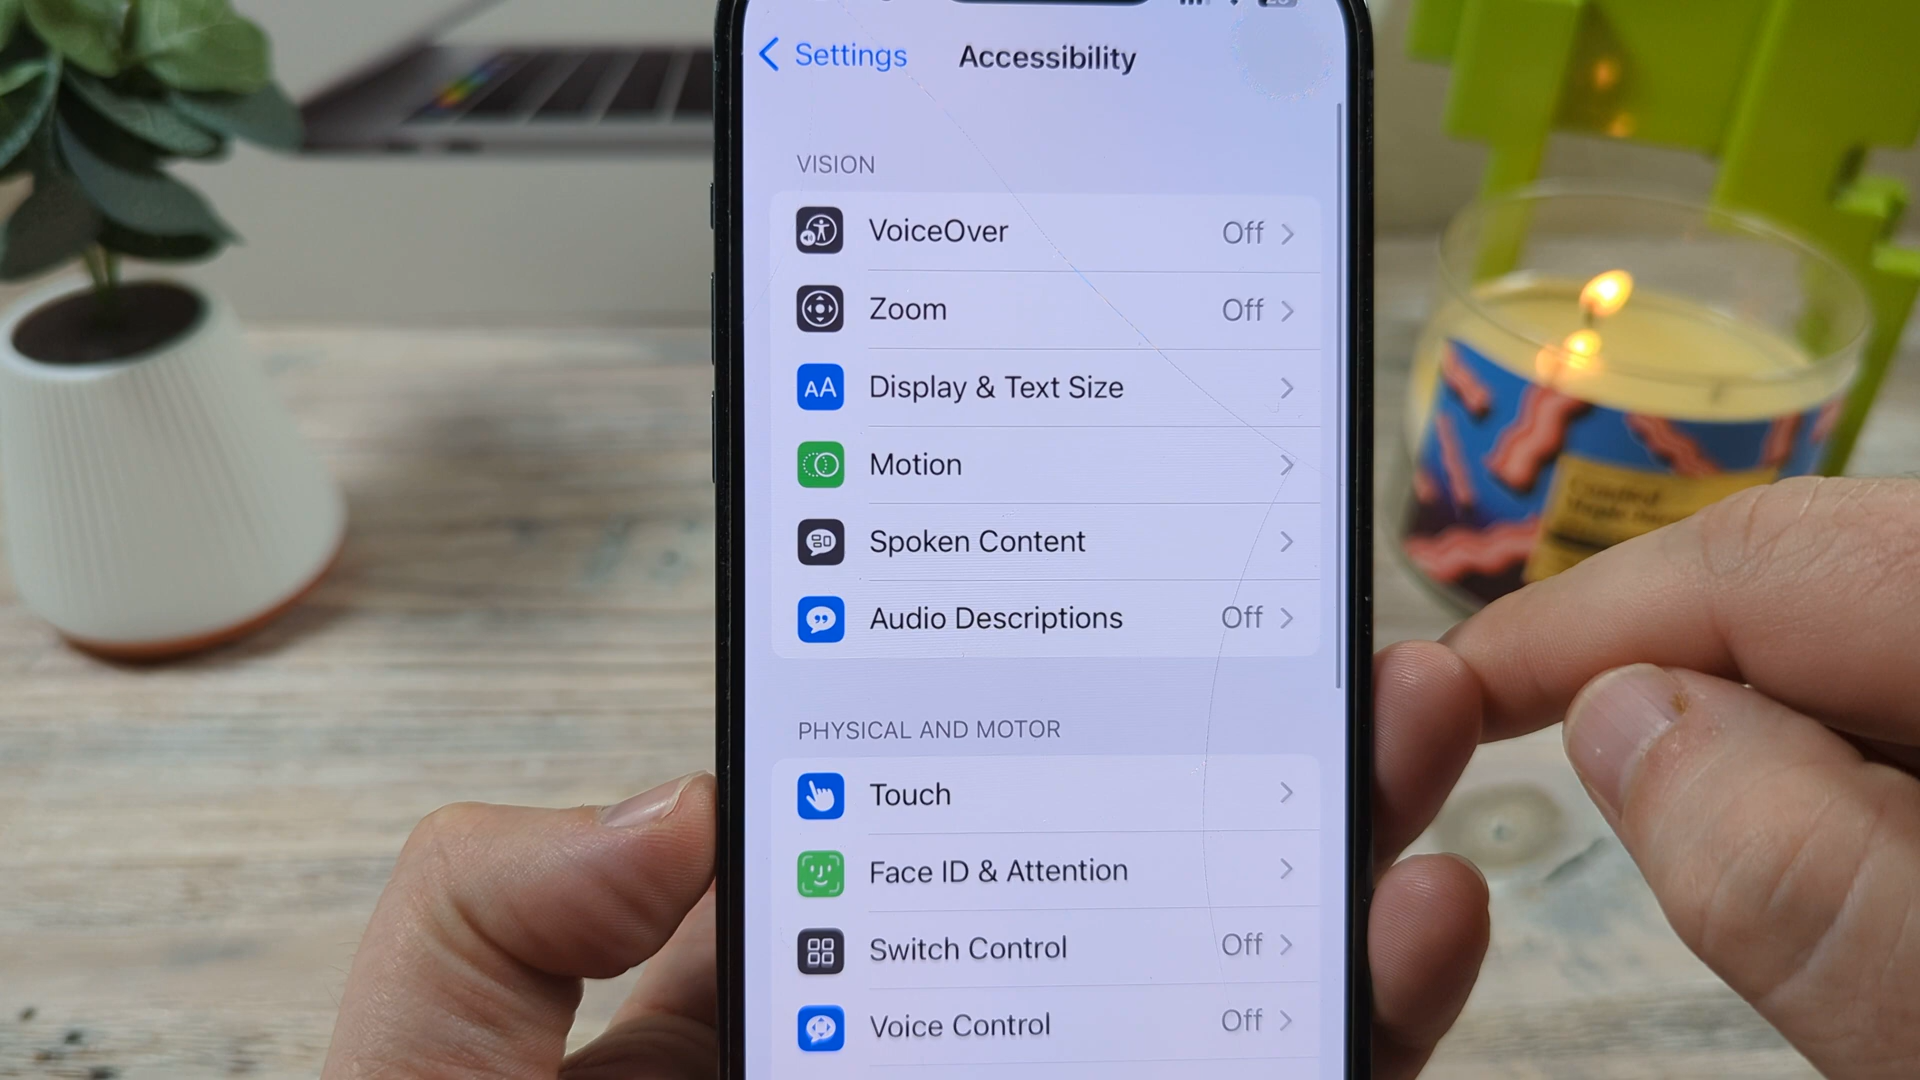 Settings
Accessibility
VISION
VoiceOver Off
Zoom Off
AA Display & Text Size
Motion
Spoken Content
Audio Descriptions Off
PHYSICAL AND MOTOR
Touch
Face ID & Attention
Switch Control Off
Voice Control Off